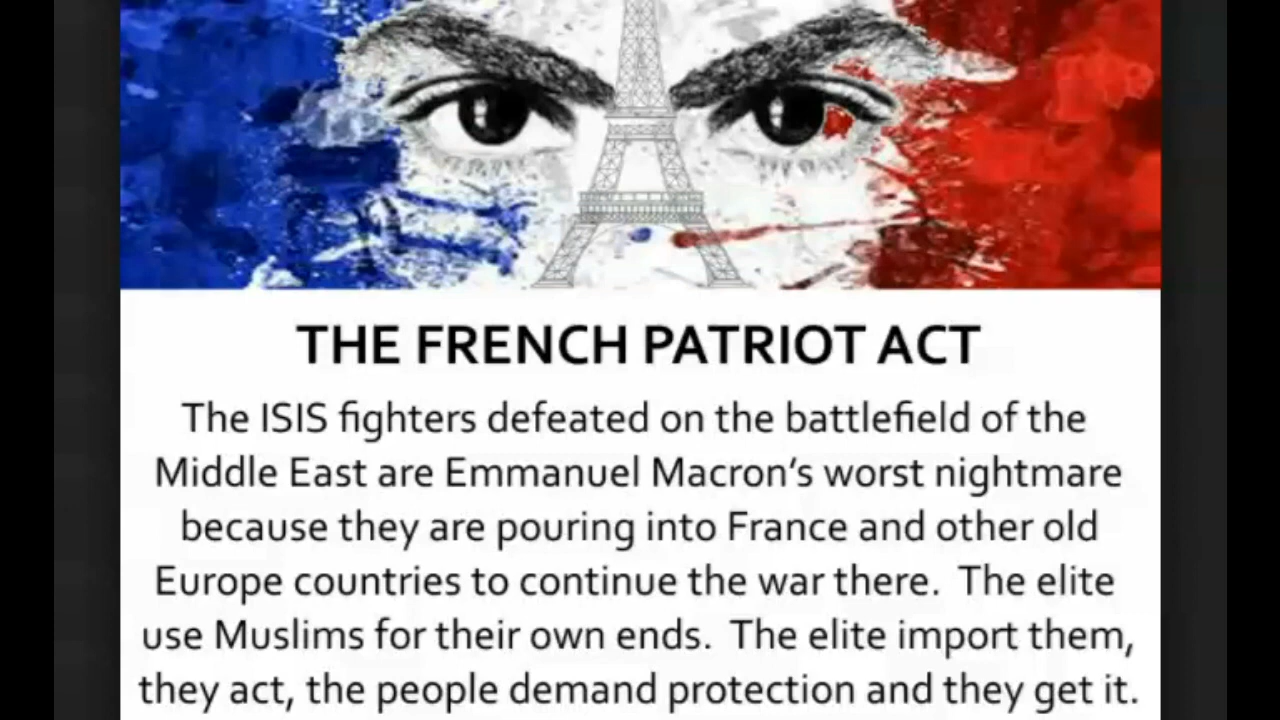 THE FRENCH PATRIOT ACT
The ISIS fighters defeated on the battlefield of the
Middle East are Emmanuel Macron’s worst nightmare
because they are pouring into France and other old
Europe countries to continue the war there.  The elite
use Muslims for their own ends.  The elite import them,
they act, the people demand protection and they get it.